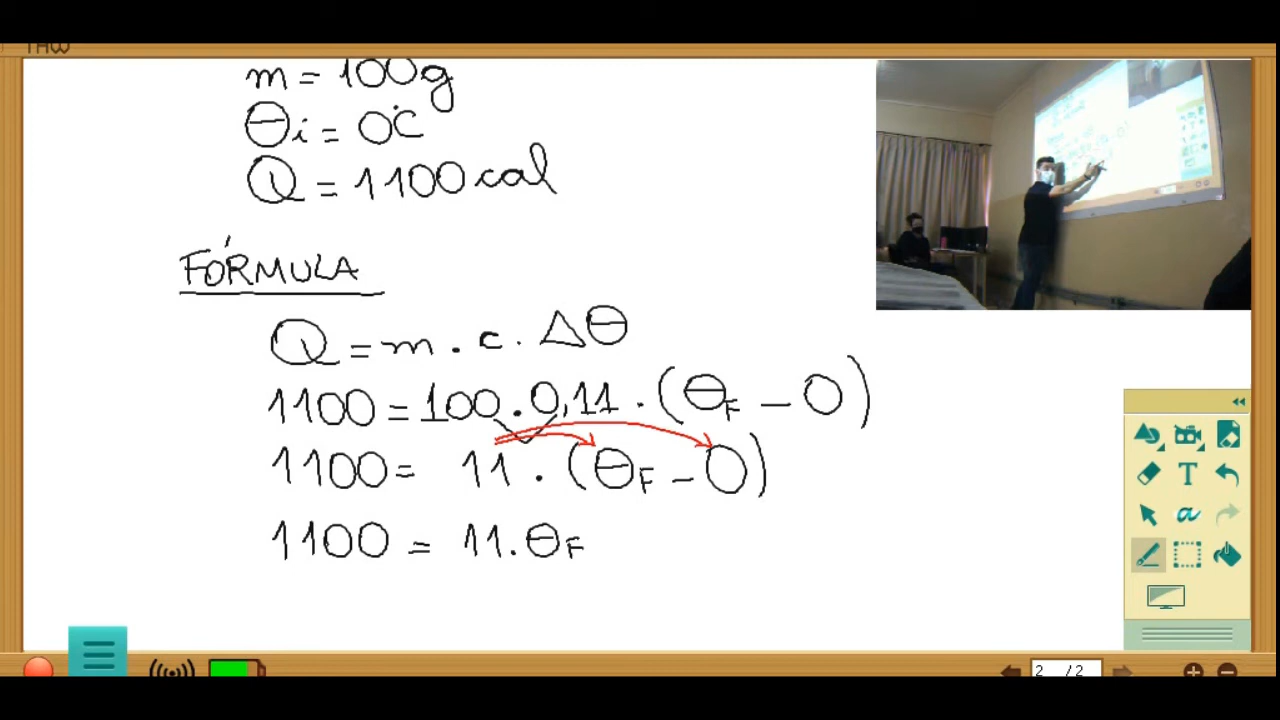 m = 100g
θi = 0°C
Q = 1100 cal
FÓRMULA
Q = m . c . Δθ
1100 = 100 . 0,11 . (θF - 0)
1100 = 11 . (θF - 0)
1100 = 11 . θF
2 /2